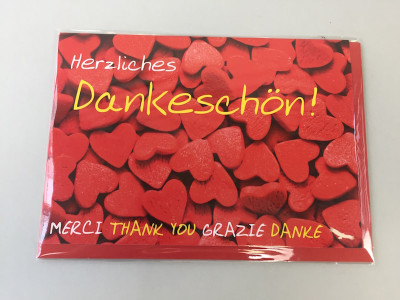 Herzliches
Dankeschön!
MERCI THANK YOU GRAZIE DANKE